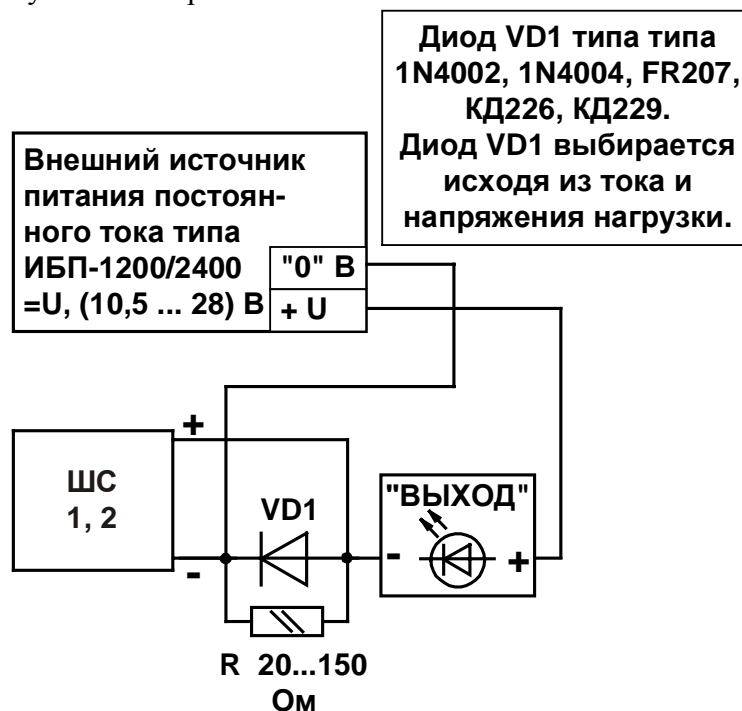 Диод VD1 типа типа
1N4002, 1N4004, FR207,
КД226, КД229.
Диод VD1 выбирается
исходя из тока и
напряжения нагрузки.
Внешний источник
питания постоян-
ного тока типа
ИБП-1200/2400
=U, (10,5 ... 28) В
"0" В
+ U
+
ШС
1, 2
-
VD1
"ВЫХОД"
-
+
R 20...150
Ом